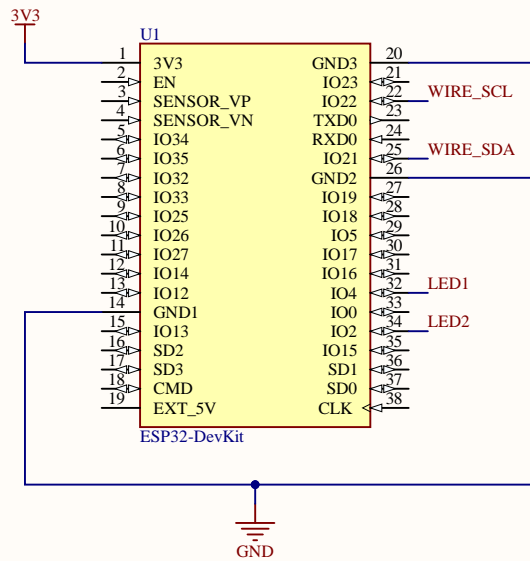 3V3
U1
1 3V3 GND3 20
2 EN IO23 21
3 SENSOR_VP IO22 22 WIRE_SCL
4 SENSOR_VN TXD0 23
5 IO34 RXD0 24
6 IO35 IO21 25 WIRE_SDA
7 IO32 GND2 26
8 IO33 IO19 27
9 IO25 IO18 28
10 IO26 IO5 29
11 IO27 IO17 30
12 IO14 IO16 31
13 IO12 IO4 32 LED1
14 GND1 IO0 33
15 IO13 IO2 34 LED2
16 SD2 IO15 35
17 SD3 SD1 36
18 CMD SD0 37
19 EXT_5V CLK 38
ESP32-DevKit
GND